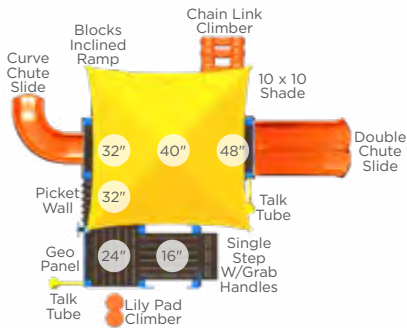 Chain Link
Climber
Blocks
Inclined
Ramp
Curve
Chute
Slide
10 x 10
Shade
32"
40"
48"
Double
Chute
Slide
Picket
Wall
32"
Talk
Tube
Geo
Panel
24"
16"
Single
Step
W/Grab
Handles
Talk
Tube
Lily Pad
Climber